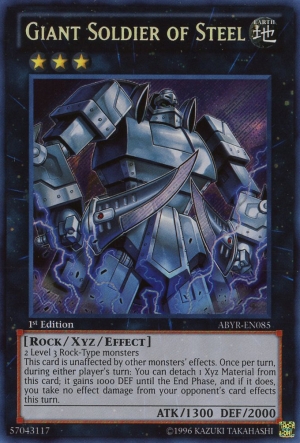 GIANT SOLDIER OF STEEL
EARTH
地
1st Edition
ABYR-EN085
[ROCK/XYZ/EFFECT]
2 Level 3 Rock-Type monsters
This card is unaffected by other monsters' effects. Once per turn,
during either player's turn: You can detach 1 Xyz Material from
this card; it gains 1000 DEF until the End Phase, and if it does,
you take no effect damage from your opponent's card effects
this turn.
ATK/1300 DEF/2000
57043117
©1996 KAZUKI TAKAHASHI